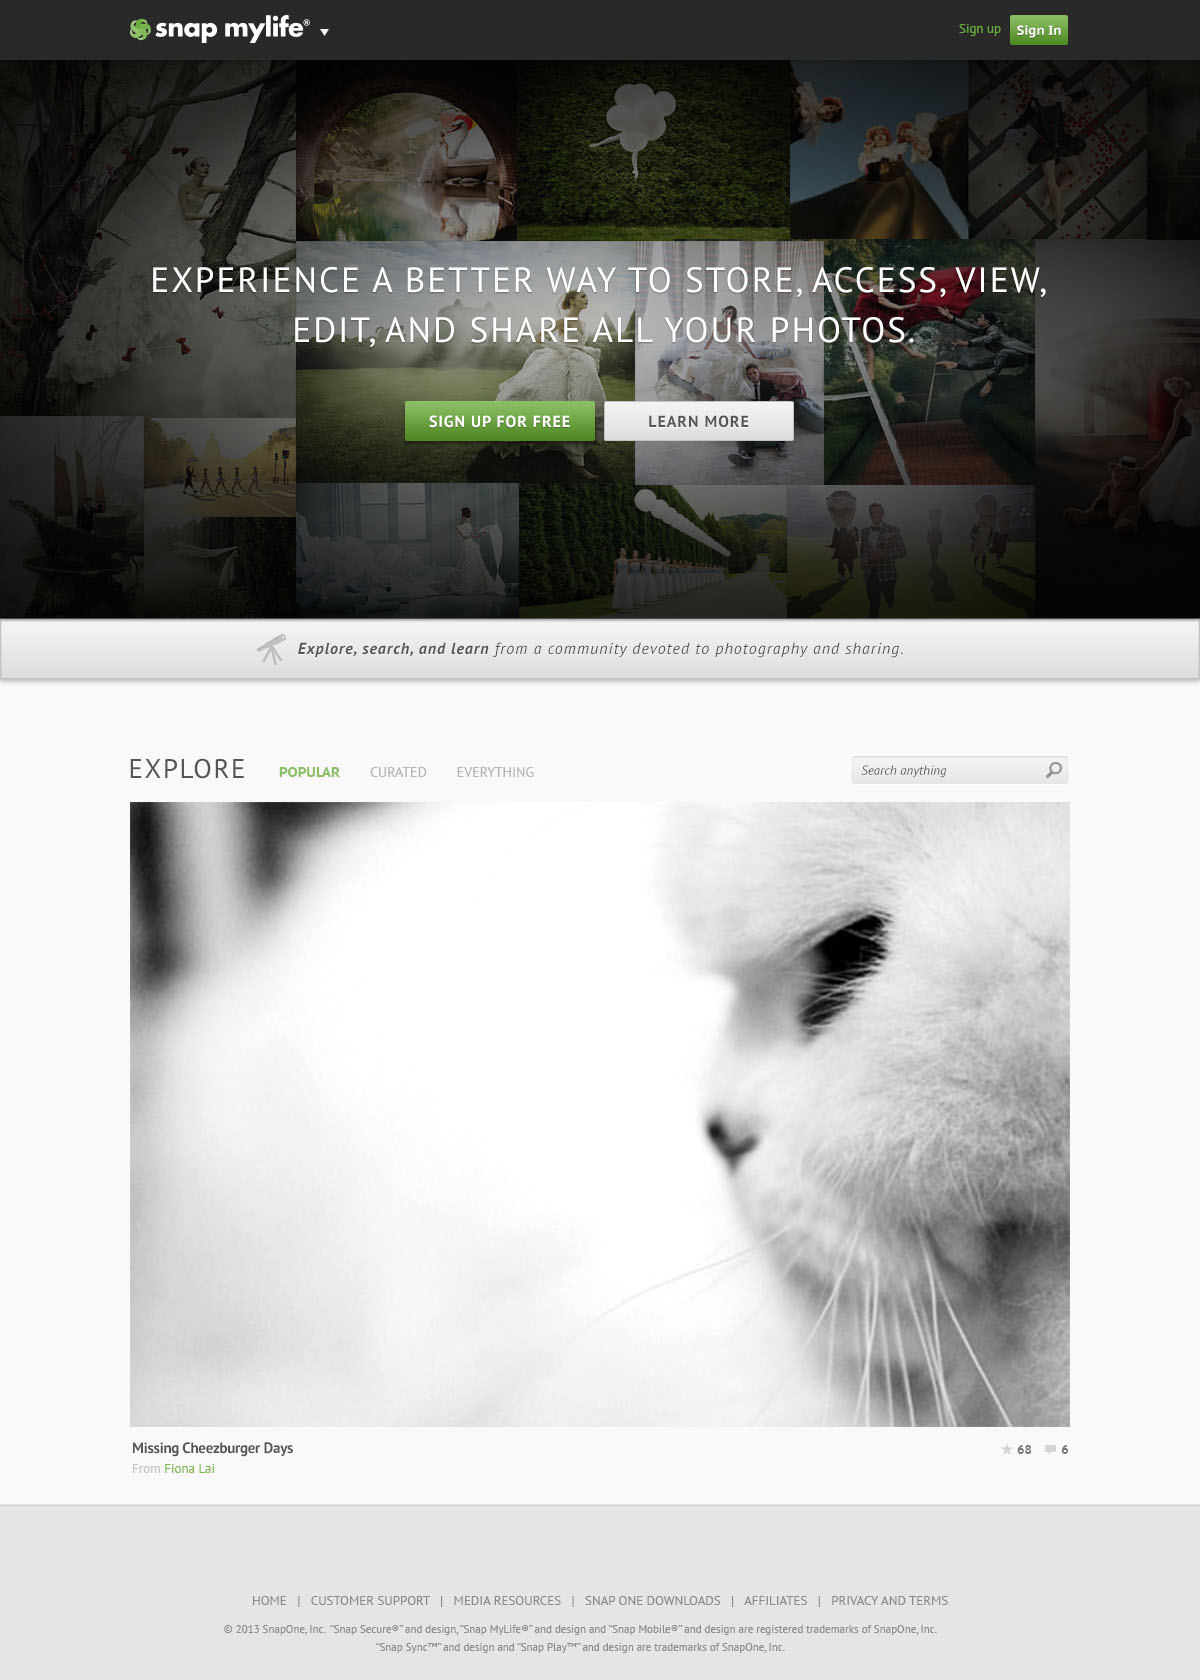 snap mylife®
Sign up
Sign In
EXPERIENCE A BETTER WAY TO STORE, ACCESS, VIEW,
EDIT, AND SHARE ALL YOUR PHOTOS.
SIGN UP FOR FREE
LEARN MORE
Explore, search, and learn from a community devoted to photography and sharing.
EXPLORE
POPULAR
CURATED
EVERYTHING
Search anything
Missing Cheezburger Days
68
6
From Fiona Lai
HOME | CUSTOMER SUPPORT | MEDIA RESOURCES | SNAP ONE DOWNLOADS | AFFILIATES | PRIVACY AND TERMS
© 2013 SnapOne, Inc. “Snap Secure®” and design, “Snap MyLife®” and design and “Snap Mobile®” and design are registered trademarks of SnapOne, Inc.
“Snap Sync™” and design and “Snap Play™” and design are trademarks of SnapOne, Inc.